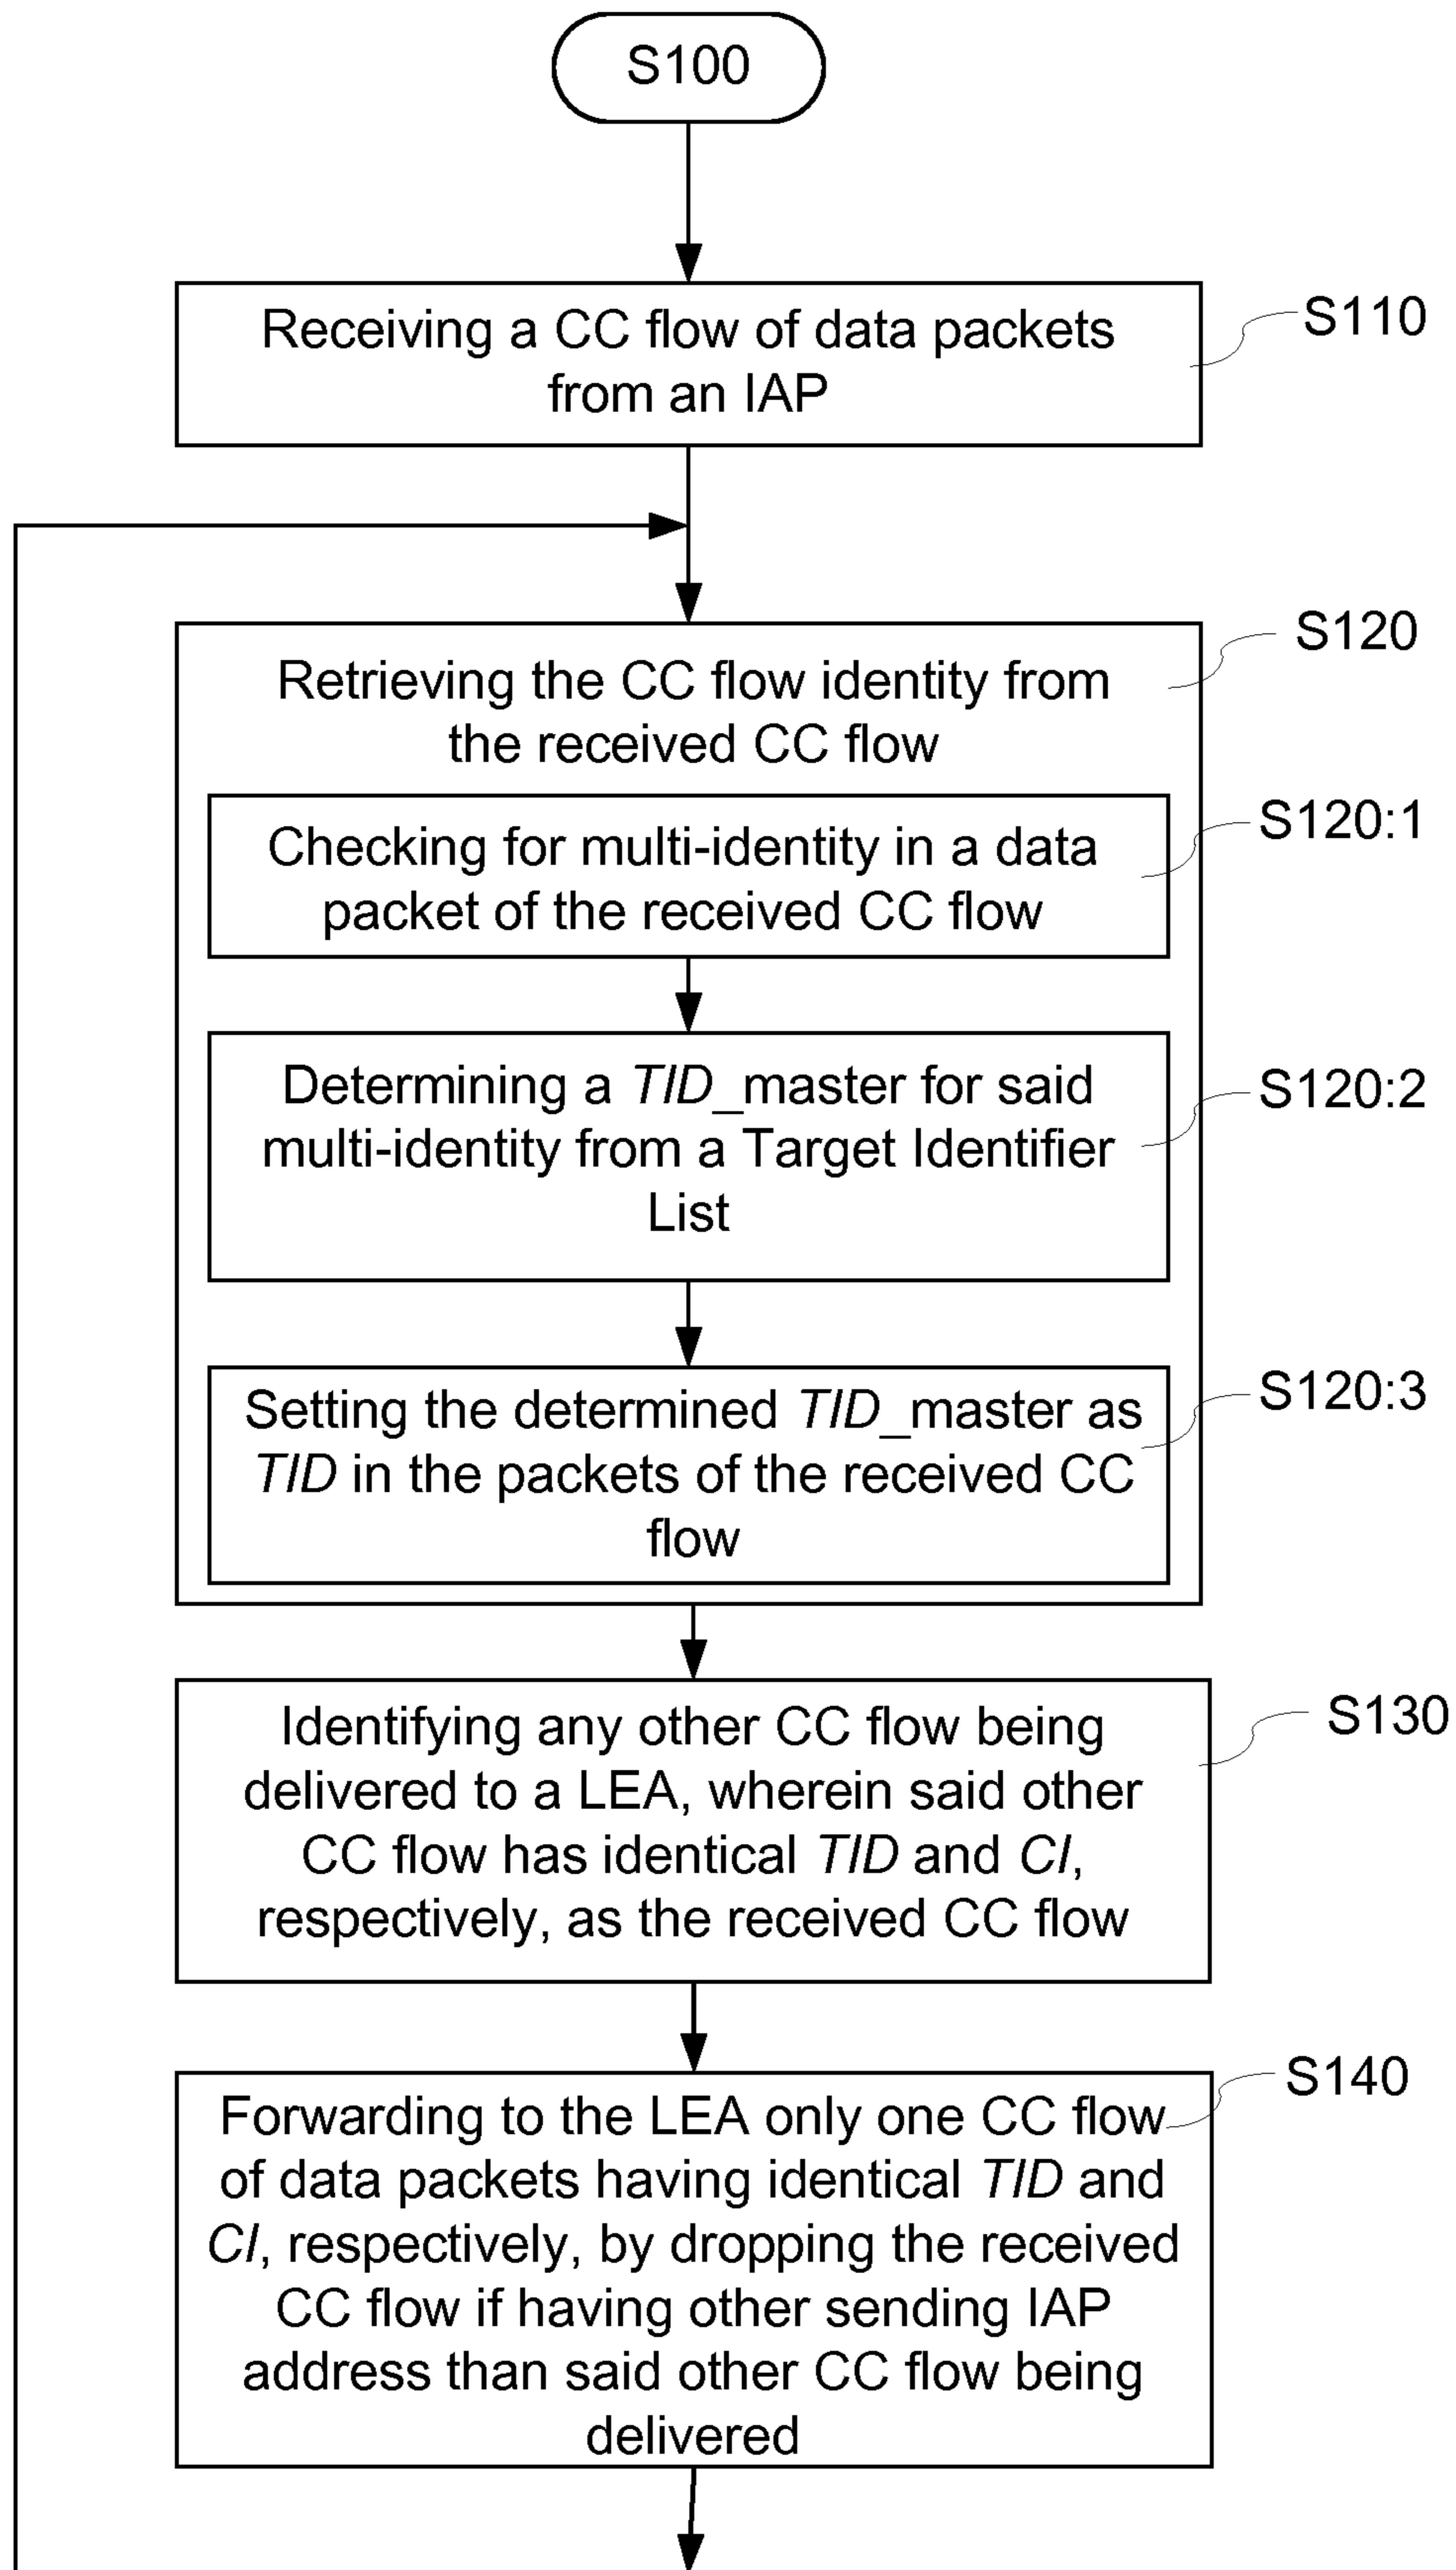 S100
Receiving a CC flow of data packets
from an IAP
S110
Retrieving the CC flow identity from
the received CC flow
S120
Checking for multi-identity in a data
packet of the received CC flow
S120:1
Determining a TID_master for said
multi-identity from a Target Identifier
List
S120:2
Setting the determined TID_master as
TID in the packets of the received CC
flow
S120:3
Identifying any other CC flow being
delivered to a LEA, wherein said other
CC flow has identical TID and CI,
respectively, as the received CC flow
S130
Forwarding to the LEA only one CC flow
of data packets having identical TID and
CI, respectively, by dropping the received
CC flow if having other sending IAP
address than said other CC flow being
delivered
S140